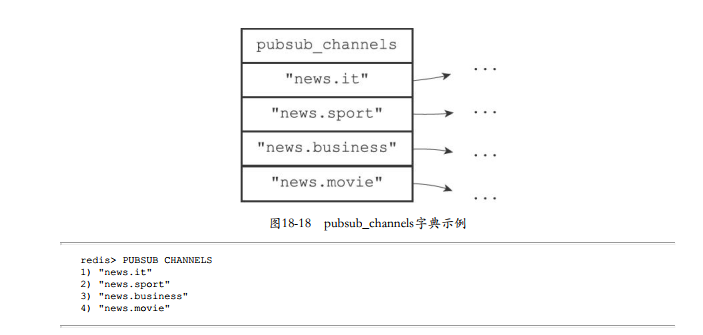 pubsub_channels
"news.it"
...
"news.sport"
...
"news.business"
...
"news.movie"
...
图18-18 pubsub_channels字典示例
redis> PUBSUB CHANNELS
1) "news.it"
2) "news.sport"
3) "news.business"
4) "news.movie"